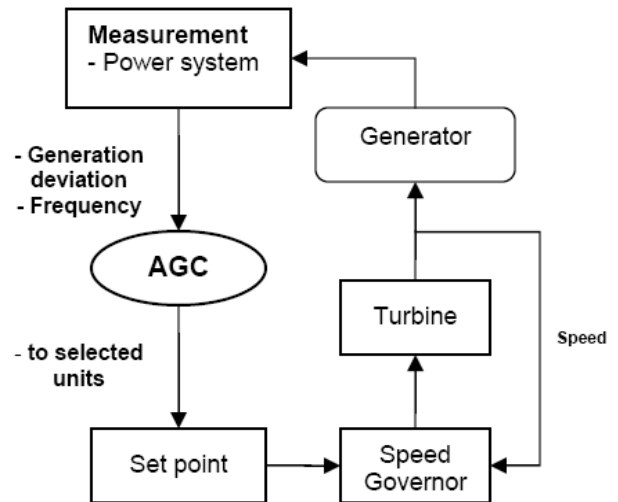 Measurement
- Power system
Generator
- Generation
deviation
- Frequency
AGC
Turbine
Speed
- to selected
units
Set point
Speed
Governor